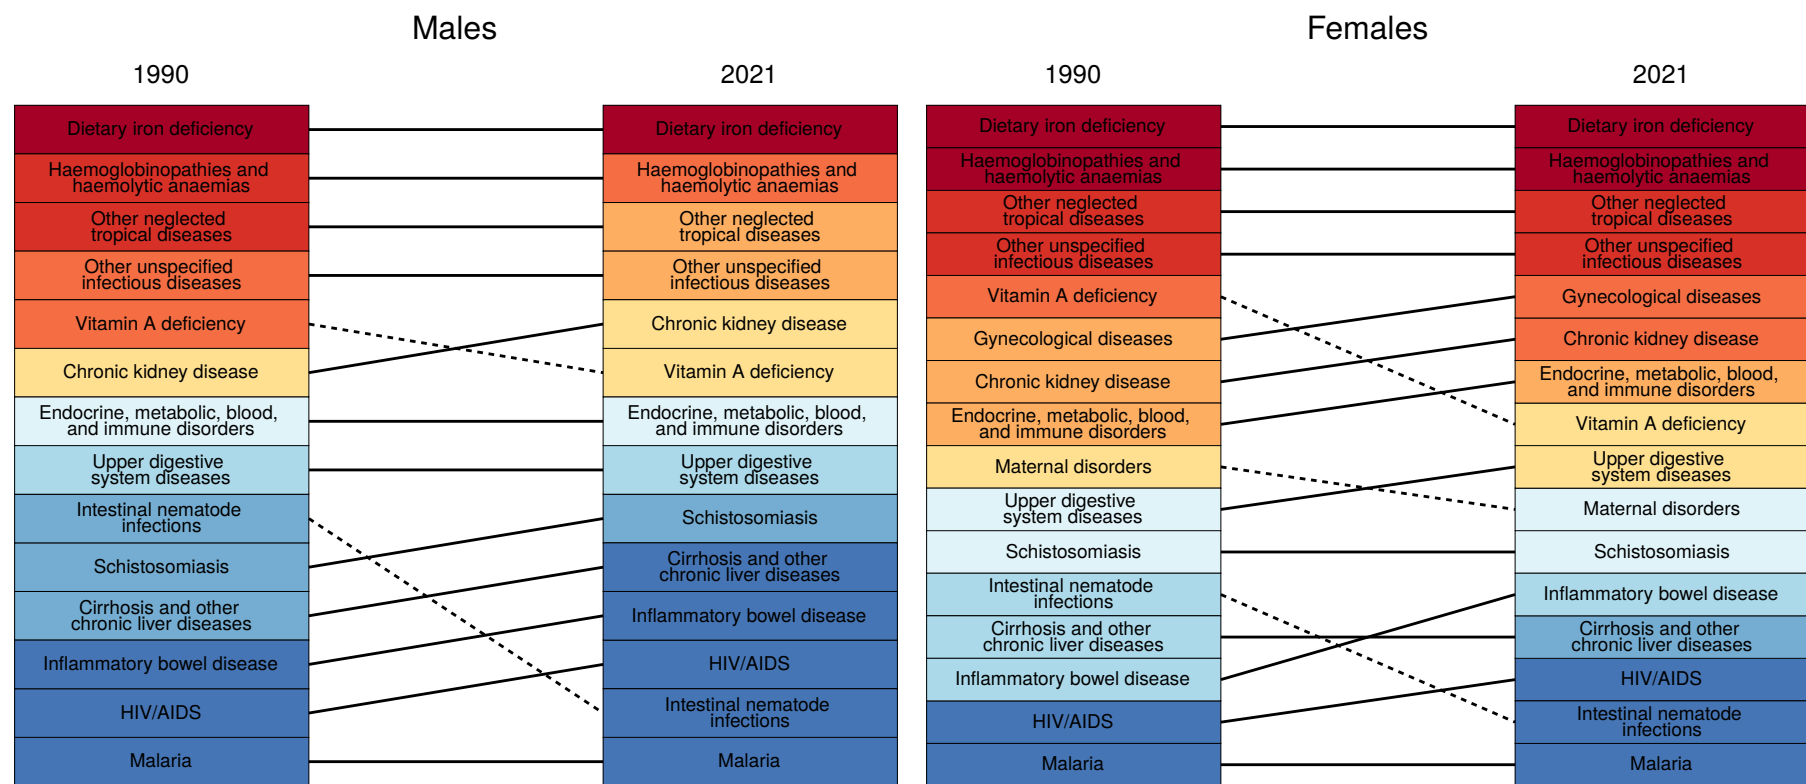 Males
1990
2021
Dietary iron deficiency
Haemoglobinopathies and
haemolytic anaemias
Other neglected
tropical diseases
Other unspecified
infectious diseases
Vitamin A deficiency
Chronic kidney disease
Endocrine, metabolic, blood,
and immune disorders
Upper digestive
system diseases
Intestinal nematode
infections
Schistosomiasis
Cirrhosis and other
chronic liver diseases
Inflammatory bowel disease
HIV/AIDS
Malaria
Dietary iron deficiency
Haemoglobinopathies and
haemolytic anaemias
Other neglected
tropical diseases
Other unspecified
infectious diseases
Chronic kidney disease
Vitamin A deficiency
Endocrine, metabolic, blood,
and immune disorders
Upper digestive
system diseases
Schistosomiasis
Cirrhosis and other
chronic liver diseases
Inflammatory bowel disease
HIV/AIDS
Intestinal nematode
infections
Malaria
Females
1990
2021
Dietary iron deficiency
Haemoglobinopathies and
haemolytic anaemias
Other neglected
tropical diseases
Other unspecified
infectious diseases
Vitamin A deficiency
Gynecological diseases
Chronic kidney disease
Endocrine, metabolic, blood,
and immune disorders
Maternal disorders
Upper digestive
system diseases
Schistosomiasis
Intestinal nematode
infections
Cirrhosis and other
chronic liver diseases
Inflammatory bowel disease
HIV/AIDS
Malaria
Dietary iron deficiency
Haemoglobinopathies and
haemolytic anaemias
Other neglected
tropical diseases
Other unspecified
infectious diseases
Gynecological diseases
Chronic kidney disease
Endocrine, metabolic, blood,
and immune disorders
Vitamin A deficiency
Upper digestive
system diseases
Maternal disorders
Schistosomiasis
Inflammatory bowel disease
Cirrhosis and other
chronic liver diseases
HIV/AIDS
Intestinal nematode
infections
Malaria